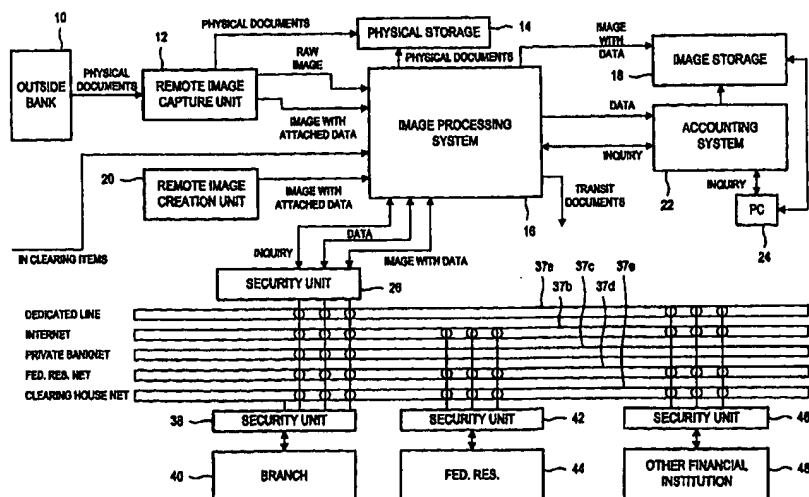 10
OUTSIDE
BANK
PHYSICAL
DOCUMENTS
12
REMOTE IMAGE
CAPTURE UNIT
PHYSICAL DOCUMENTS
RAW
IMAGE
IMAGE WITH
ATTACHED DATA
PHYSICAL STORAGE
14
PHYSICAL DOCUMENTS
IMAGE
WITH
DATA
18
IMAGE STORAGE
IMAGE PROCESSING
SYSTEM
16
DATA
INQUIRY
ACCOUNTING
SYSTEM
22
INQUIRY
PC
24
TRANSIT
DOCUMENTS
20
REMOTE IMAGE
CREATION UNIT
IMAGE WITH
ATTACHED DATA
IN CLEARING ITEMS
INQUIRY
DATA
IMAGE WITH DATA
SECURITY UNIT
26
37a
37b
37c
37d
37e
DEDICATED LINE
INTERNET
PRIVATE BANKNET
FED. RES. NET
CLEARING HOUSE NET
38
SECURITY UNIT
42
SECURITY UNIT
SECURITY UNIT
46
40
BRANCH
FED. RES.
44
OTHER FINANCIAL
INSTITUTION
48